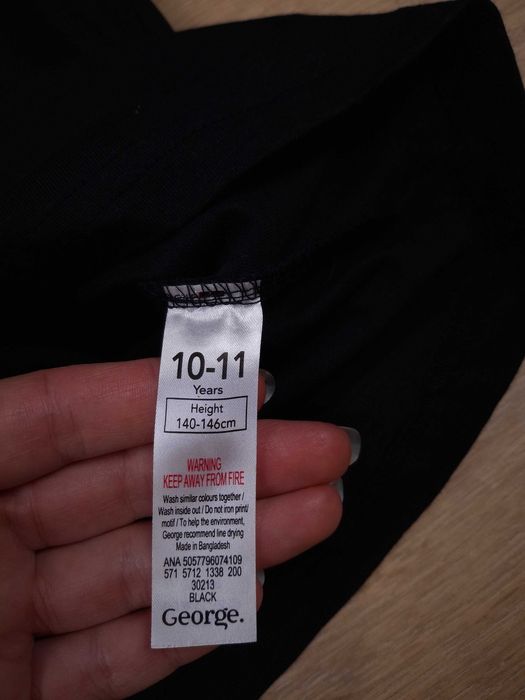 10-11
Years
Height
140-146cm
WARNING
KEEP AWAY FROM FIRE
Wash similar colours together /
Wash inside out / Do not iron print/
motif / To help the environment,
George recommend line drying
Made in Bangladesh
ANA 5057796074109
571 5712 1338 200
30213
BLACK
George.